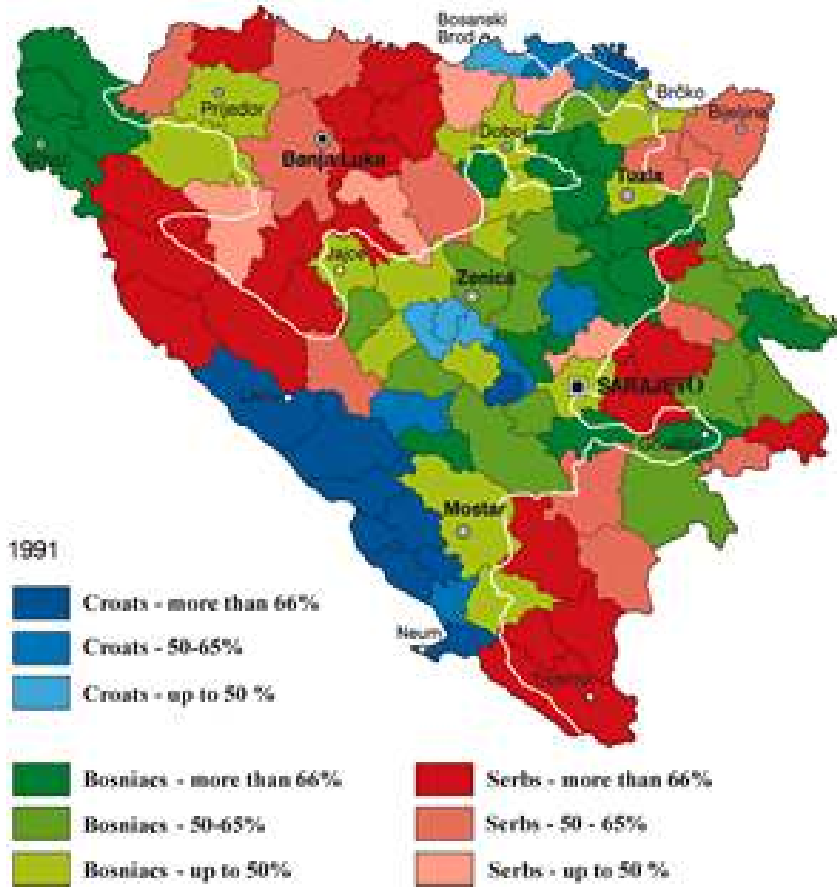 Bosanski
Brod
Brčko
Prijedor
Doboj
Bijeljina
Banja Luka
Tuzla
Jajce
Zenica
SARAJEVO
Mostar
1991
Croats - more than 66%
Neum
Croats - 50-65%
Croats - up to 50 %
Bosniacs - more than 66%
Serbs - more than 66%
Bosniacs - 50-65%
Serbs - 50 - 65%
Bosniacs - up to 50%
Serbs - up to 50 %